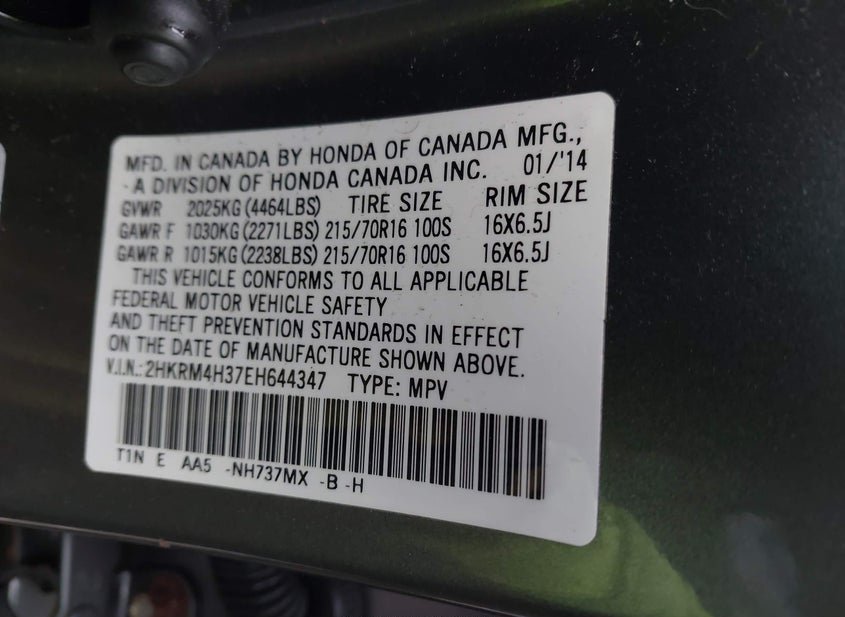 MFD. IN CANADA BY HONDA OF CANADA MFG.,
- A DIVISION OF HONDA CANADA INC. 01/'14
GVWR 2025KG (4464LBS) TIRE SIZE RIM SIZE
GAWR F 1030KG (2271LBS) 215/70R16 100S 16X6.5J
GAWR R 1015KG (2238LBS) 215/70R16 100S 16X6.5J
THIS VEHICLE CONFORMS TO ALL APPLICABLE
FEDERAL MOTOR VEHICLE SAFETY
AND THEFT PREVENTION STANDARDS IN EFFECT
ON THE DATE OF MANUFACTURE SHOWN ABOVE.
V.I.N.: 2HKRM4H37EH644347 TYPE: MPV
T1N E AA5 -NH737MX -B -H